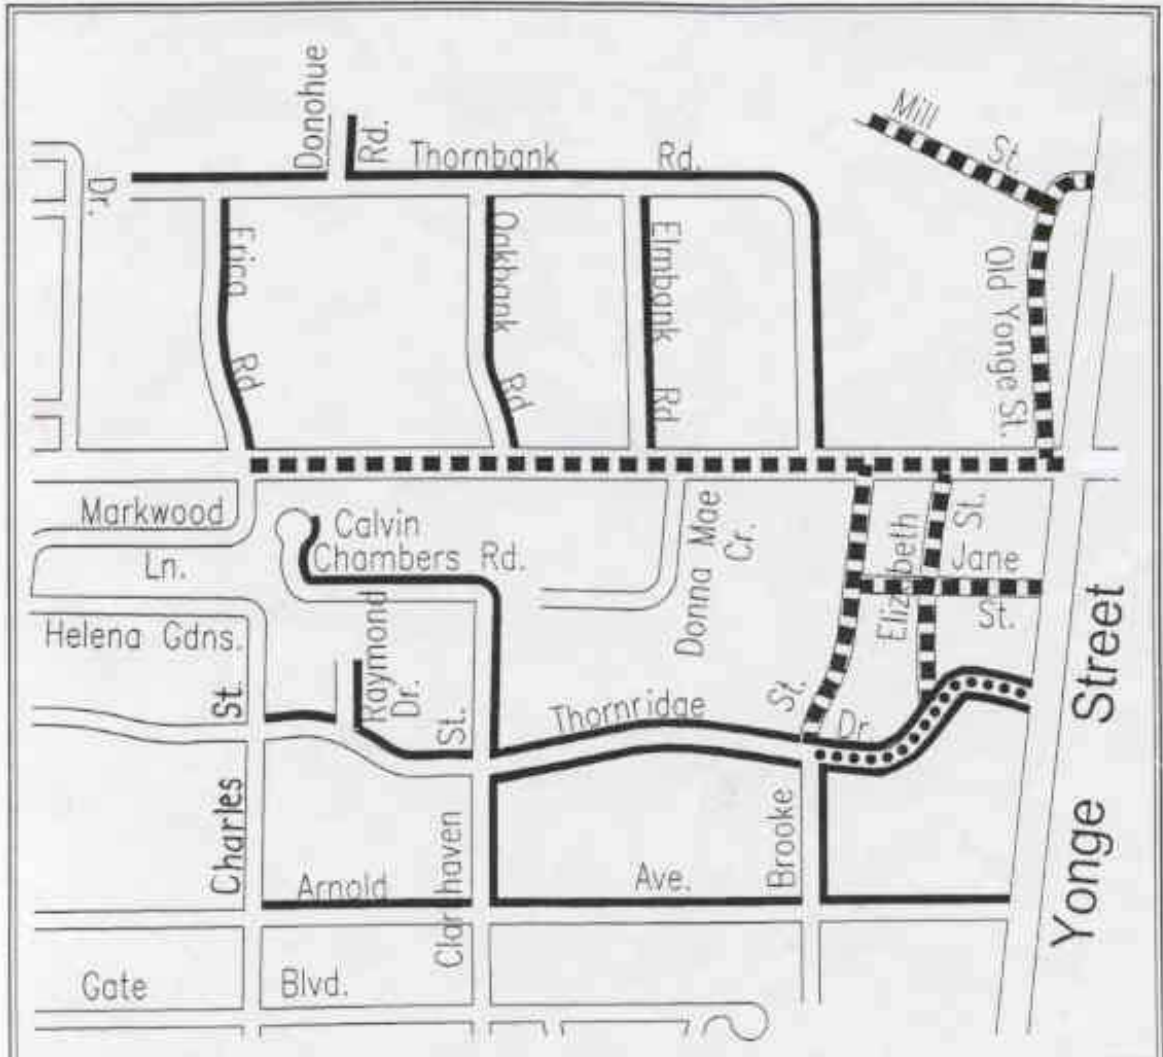 Donohue
Rd.
Thornbank Rd.
Mill St.
Dr.
Erica Rd
Oakbank Rd
Elmbank Rd
Old Yonge St.
Markwood
Ln.
Calvin
Chambers Rd.
Donna Mae
Cr.
Elizabeth St.
Jane
St.
Helena Gdns.
Raymond
Dr.
Thornridge Dr.
Charles St.
Clarkhaven St.
Brooke St.
Arnold Ave.
Gate Blvd.
Yonge Street